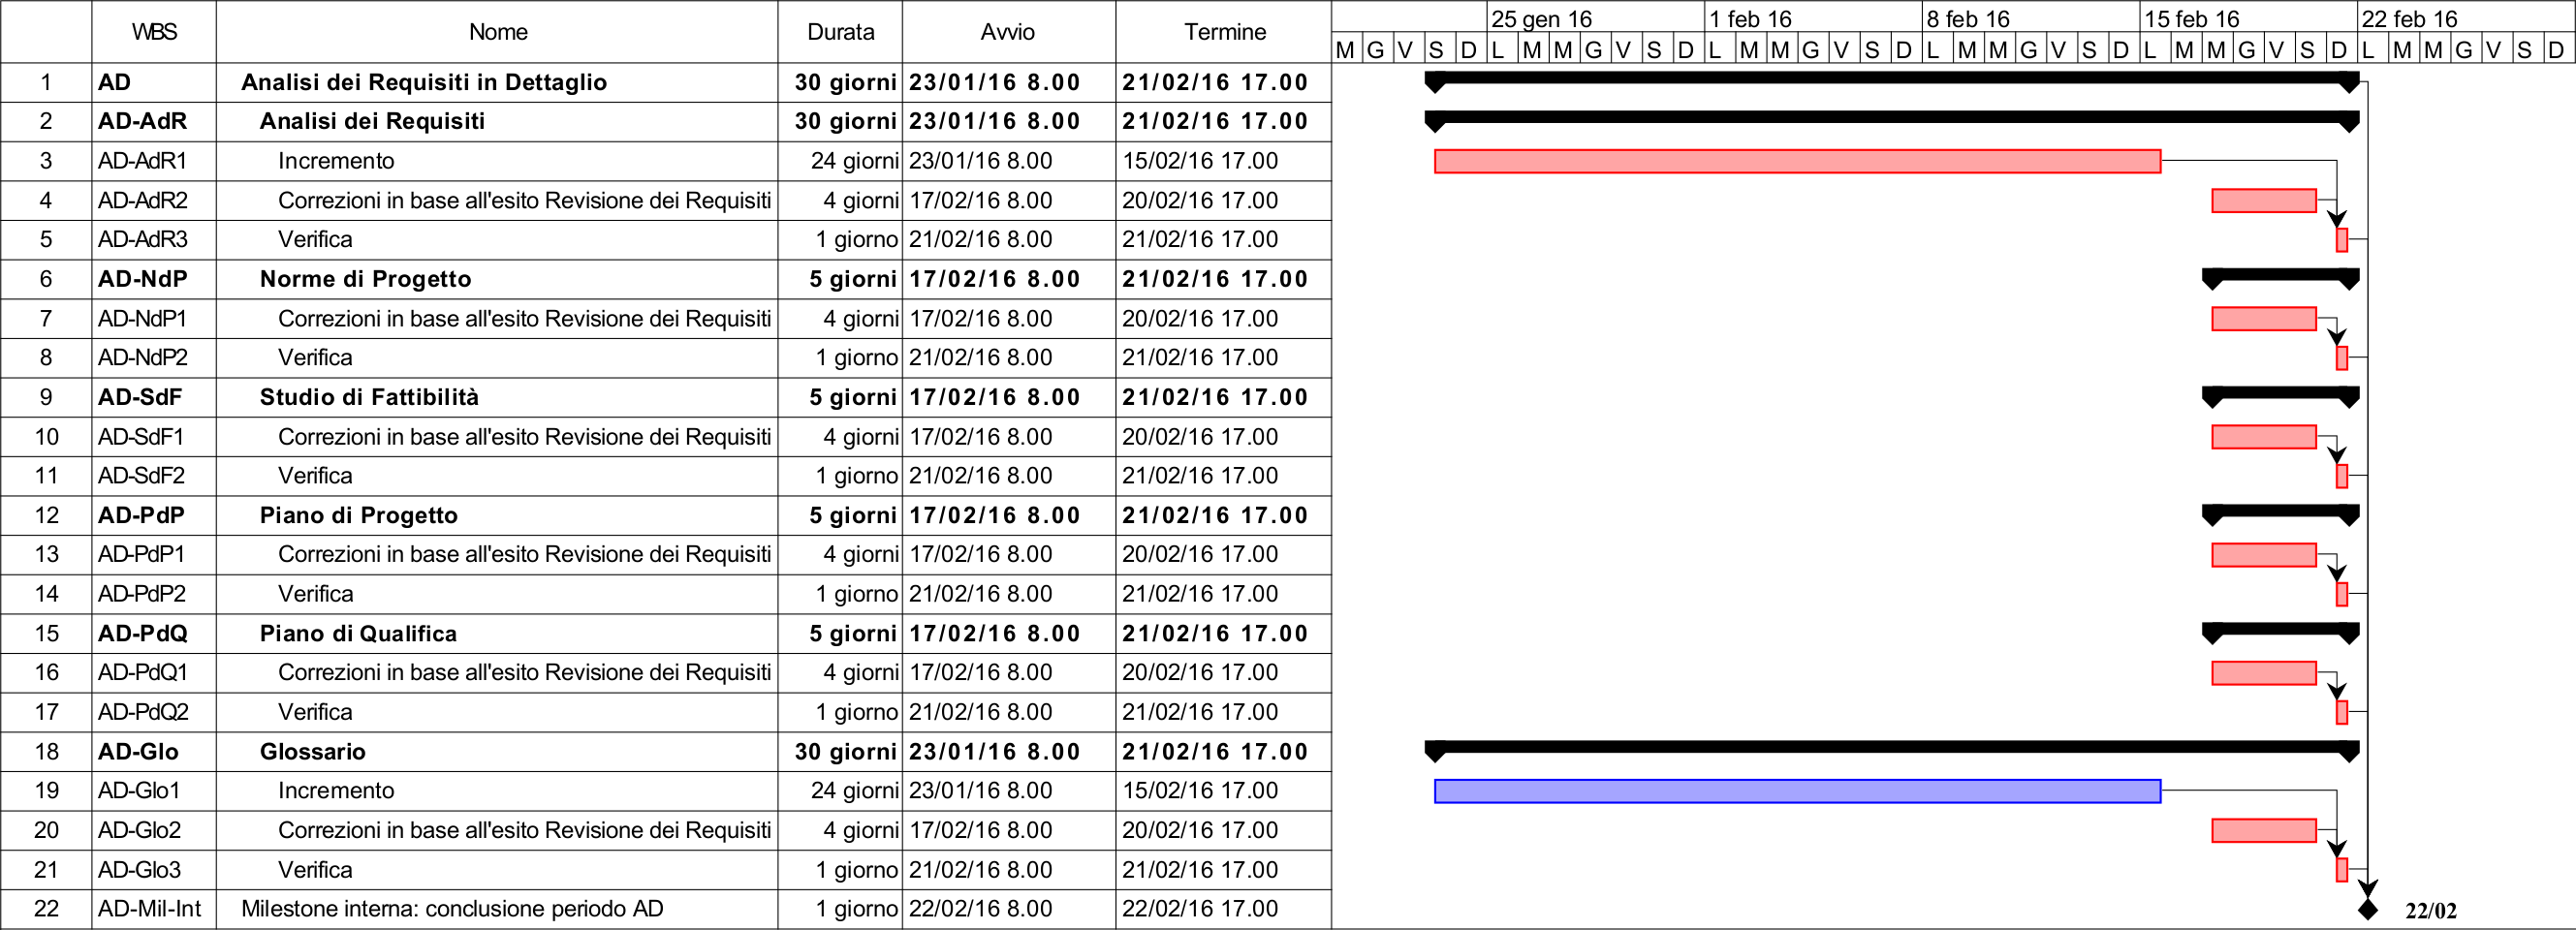 WBS Nome Durata Avvio Termine 25 gen 16 1 feb 16 8 feb 16 15 feb 16 22 feb 16
M G V S D L M M G V S D L M M G V S D L M M G V S D L M M G V S D L M M G V S D
1 AD Analisi dei Requisiti in Dettaglio 30 giorni 23/01/16 8.00 21/02/16 17.00
2 AD-AdR Analisi dei Requisiti 30 giorni 23/01/16 8.00 21/02/16 17.00
3 AD-AdR1 Incremento 24 giorni 23/01/16 8.00 15/02/16 17.00
4 AD-AdR2 Correzioni in base all'esito Revisione dei Requisiti 4 giorni 17/02/16 8.00 20/02/16 17.00
5 AD-AdR3 Verifica 1 giorno 21/02/16 8.00 21/02/16 17.00
6 AD-NdP Norme di Progetto 5 giorni 17/02/16 8.00 21/02/16 17.00
7 AD-NdP1 Correzioni in base all'esito Revisione dei Requisiti 4 giorni 17/02/16 8.00 20/02/16 17.00
8 AD-NdP2 Verifica 1 giorno 21/02/16 8.00 21/02/16 17.00
9 AD-SdF Studio di Fattibilità 5 giorni 17/02/16 8.00 21/02/16 17.00
10 AD-SdF1 Correzioni in base all'esito Revisione dei Requisiti 4 giorni 17/02/16 8.00 20/02/16 17.00
11 AD-SdF2 Verifica 1 giorno 21/02/16 8.00 21/02/16 17.00
12 AD-PdP Piano di Progetto 5 giorni 17/02/16 8.00 21/02/16 17.00
13 AD-PdP1 Correzioni in base all'esito Revisione dei Requisiti 4 giorni 17/02/16 8.00 20/02/16 17.00
14 AD-PdP2 Verifica 1 giorno 21/02/16 8.00 21/02/16 17.00
15 AD-PdQ Piano di Qualifica 5 giorni 17/02/16 8.00 21/02/16 17.00
16 AD-PdQ1 Correzioni in base all'esito Revisione dei Requisiti 4 giorni 17/02/16 8.00 20/02/16 17.00
17 AD-PdQ2 Verifica 1 giorno 21/02/16 8.00 21/02/16 17.00
18 AD-Glo Glossario 30 giorni 23/01/16 8.00 21/02/16 17.00
19 AD-Glo1 Incremento 24 giorni 23/01/16 8.00 15/02/16 17.00
20 AD-Glo2 Correzioni in base all'esito Revisione dei Requisiti 4 giorni 17/02/16 8.00 20/02/16 17.00
21 AD-Glo3 Verifica 1 giorno 21/02/16 8.00 21/02/16 17.00
22 AD-Mil-Int Milestone interna: conclusione periodo AD 1 giorno 22/02/16 8.00 22/02/16 17.00 22/02